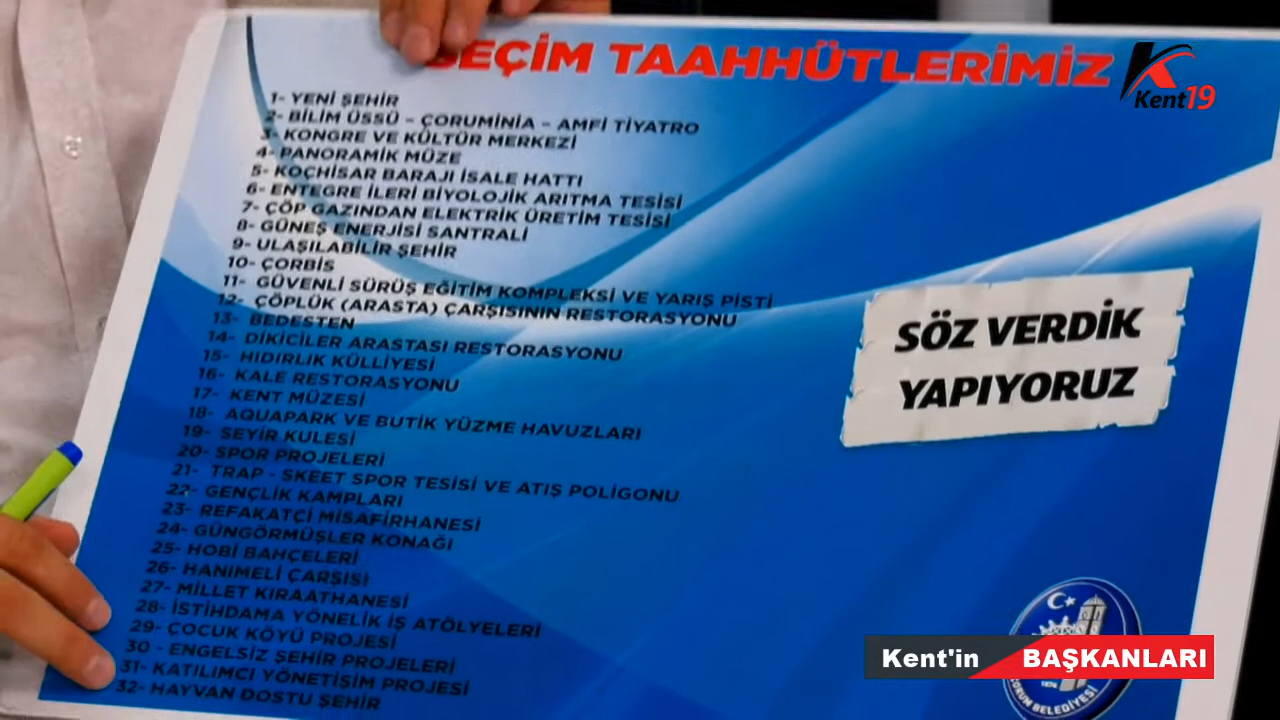 SEÇİM TAAHHÜTLERİMİZ
Kent19
1- YENİ ŞEHİR
2- BİLİM ÜSSÜ – ÇORUMİNİA – AMFİ TİYATRO
3- KONGRE VE KÜLTÜR MERKEZİ
4- PANORAMİK MÜZE
5- KOÇHİSAR BARAJI İSALE HATTI
6- ENTEGRE İLERİ BİYOLOJİK ARITMA TESİSİ
7- ÇÖP GAZINDAN ELEKTRİK ÜRETİM TESİSİ
8- GÜNEŞ ENERJİSİ SANTRALİ
9- ULAŞILABİLİR ŞEHİR
10- ÇORBİS
11- GÜVENLİ SÜRÜŞ EĞİTİM KOMPLEKSİ VE YARIŞ PİSTİ
12- ÇÖPLÜK (ARASTA) ÇARŞISININ RESTORASYONU
13- BEDESTEN
14- DİKİCİLER ARASTASI RESTORASYONU
15- HIDIRLIK KÜLLİYESİ
16- KALE RESTORASYONU
17- KENT MÜZESİ
18- AQUAPARK VE BUTİK YÜZME HAVUZLARI
19- SEYİR KULESİ
20- SPOR PROJELERİ
21- TRAP - SKEET SPOR TESİSİ VE ATIŞ POLİGONU
22- GENÇLİK KAMPLARI
23- REFAKATÇİ MİSAFİRHANESİ
24- GÜNGÖRMÜŞLER KONAĞI
25- HOBİ BAHÇELERİ
26- HANIMELİ ÇARŞISI
27- MİLLET KIRAATHANESİ
28- İSTİHDAMA YÖNELİK İŞ ATÖLYELERİ
29- ÇOCUK KÖYÜ PROJESİ
30 - ENGELSİZ ŞEHİR PROJELERİ
31- KATILIMCI YÖNETİŞİM PROJESİ
32- HAYVAN DOSTU ŞEHİR
SÖZ VERDİK
YAPIYORUZ
Kent'in BAŞKANLARI
ÇORUM BELEDİYESİ